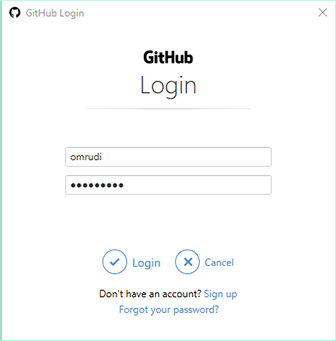 GitHub Login
GitHub
Login
omrudi
●●●●●●●●●
Login Cancel
Don't have an account? Sign up
Forgot your password?